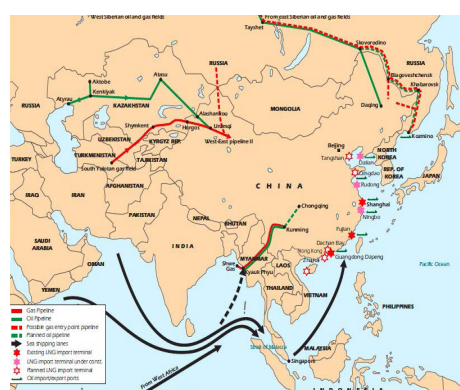 West Siberian oil and gas fields
From east Siberian oil and gas fields
Tayshet
Skovorodino
RUSSIA
RUSSIA
Blagoveshchensk
Khabarovsk
Aktobe
Atasu
Kenkiyak
RUSSIA
Atyrau
KAZAKHSTAN
Alashankou
MONGOLIA
Daqing
Kozmino
Shymkent
Horgos
Urumqi
West-East pipeline II
UZBEKISTAN
KYRGYZ REP.
Beijing
NORTH
KOREA
TURKEY
TURKMENISTAN
TAJIKISTAN
Tangshan
Dalian
South Yolotan gas field
Qingdao
REP. OF
KOREA
JAPAN
AFGHANISTAN
CHINA
Rudong
IRAQ
IRAN
Shanghai
PAKISTAN
Chongqing
Ningbo
NEPAL
BHUTAN
Kunming
Fujian
SAUDI
ARABIA
INDIA
MYANMAR
Dachan Bay
Hong Kong
Guangdong Dapeng
OMAN
Shwe
Gas
Kyauk Phyu
LAOS
Zhuhai
Pacific Ocean
YEMEN
THAILAND
VIETNAM
PHILIPPINES
Gas Pipeline
Oil Pipeline
Possible gas entry point pipeline
Planned oil pipeline
Sea shipping lanes
Existing LNG import terminal
LNG import terminal under const.
Planned LNG import terminal
Oil import/export ports
Strait of Malacca
MALAYSIA
Singapore
From West Africa
INDONESIA